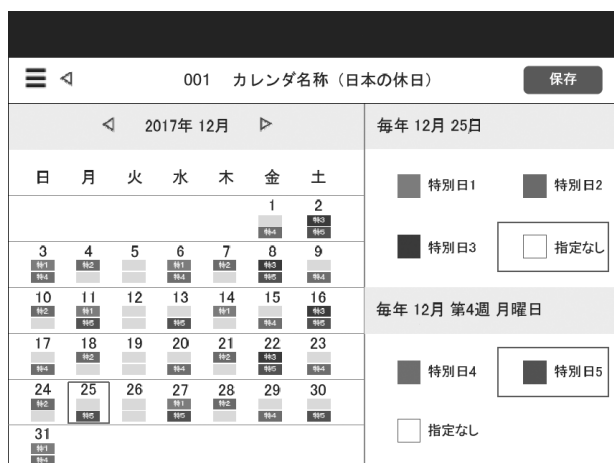 001 カレンダ名称（日本の休日）
保存
2017年 12月
日 月 火 水 木 金 土
1 2
特3
特4 特5
3 4 5 6 7 8 9
特1 特2 特1 特2 特3
特4 特4 特5 特4
10 11 12 13 14 15 16
特2 特1 特1 特3
特5 特5 特4 特5
17 18 19 20 21 22 23
特2 特2 特3
特4 特4 特5 特4
24 25 26 27 28 29 30
特2 特1 特2
特5 特5 特4 特5
31
特1
特4
毎年 12月 25日
特別日1 特別日2
特別日3 指定なし
毎年 12月 第4週 月曜日
特別日4 特別日5
指定なし